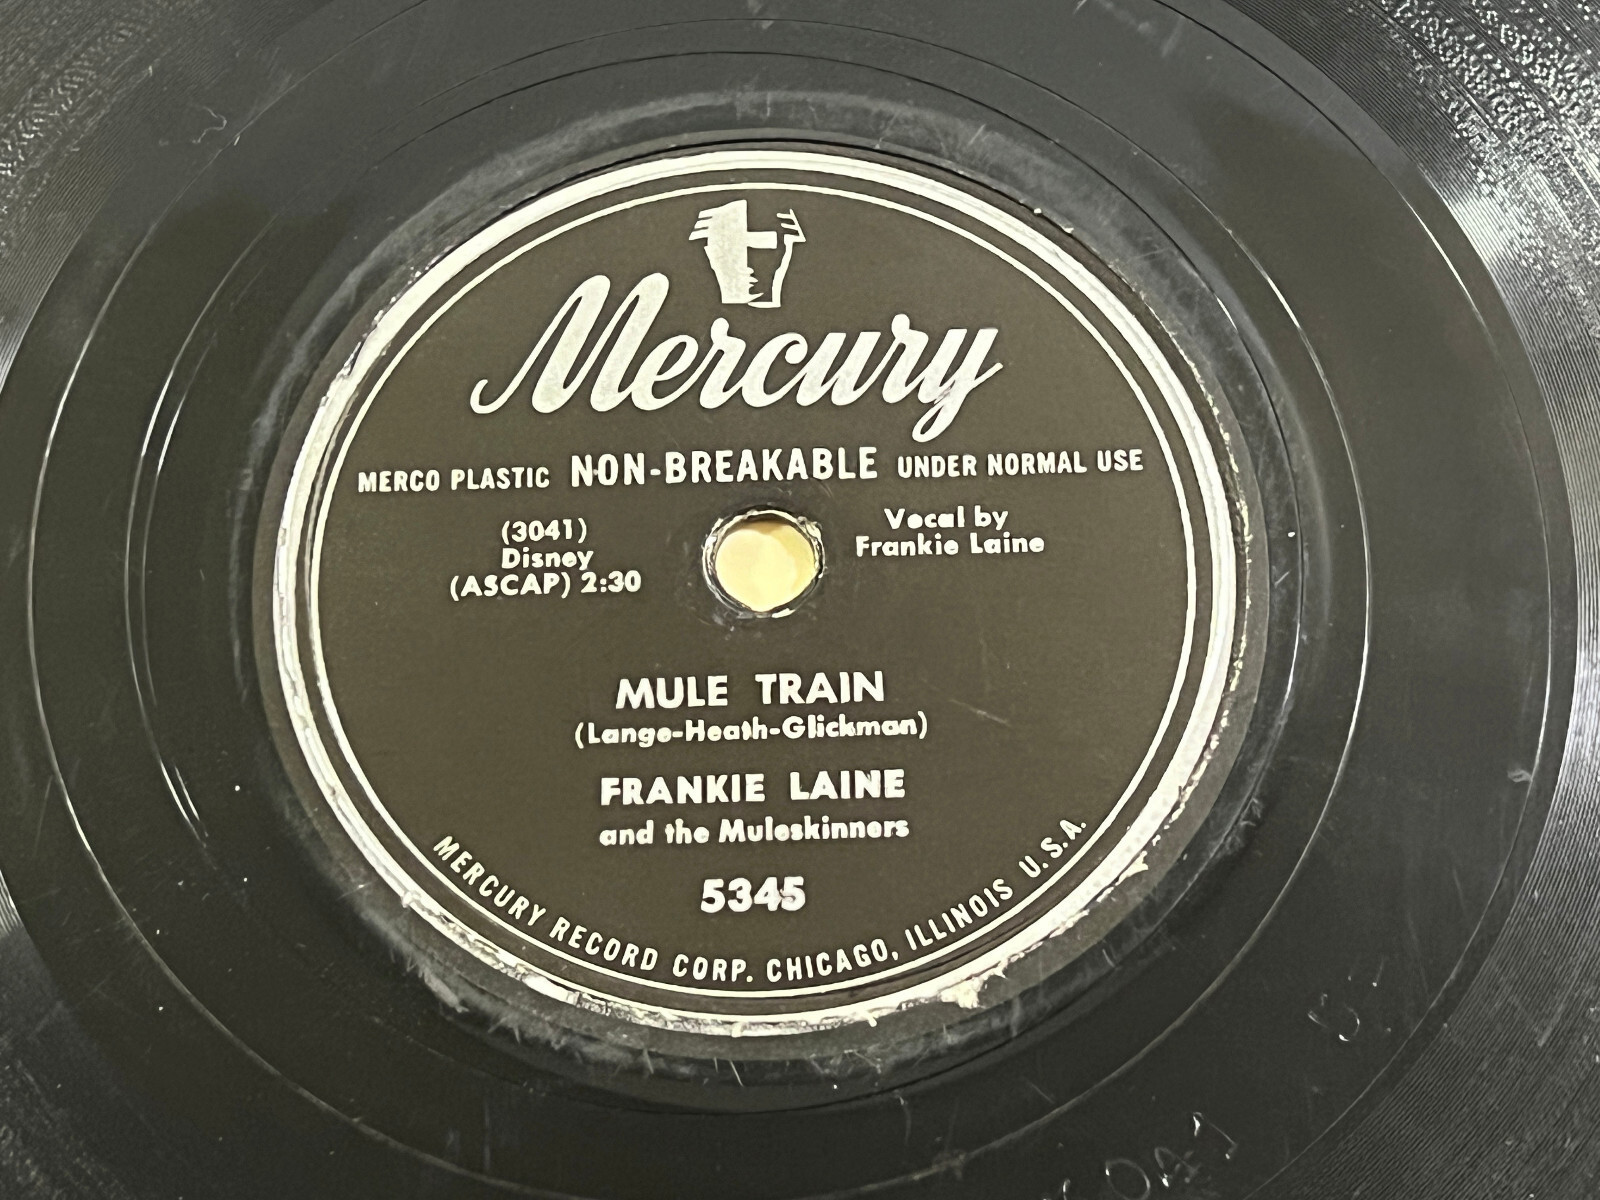 Mercury
MERCO PLASTIC NON-BREAKABLE UNDER NORMAL USE
(3041)
Disney
(ASCAP) 2:30
Vocal by
Frankie Laine
MULE TRAIN
(Lange-Heath-Glickman)
FRANKIE LAINE
and the Muleskinners
5345
MERCURY RECORD CORP. CHICAGO, ILLINOIS U.S.A.